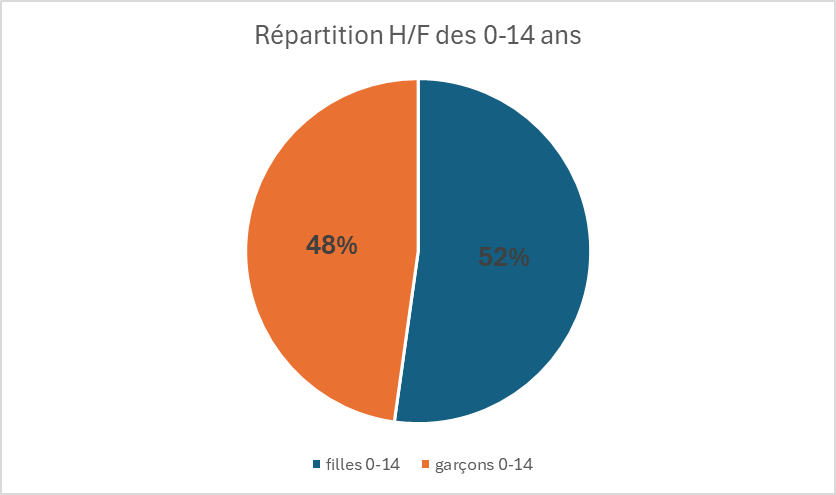 Répartition H/F des 0-14 ans
48%
52%
filles 0-14
garçons 0-14